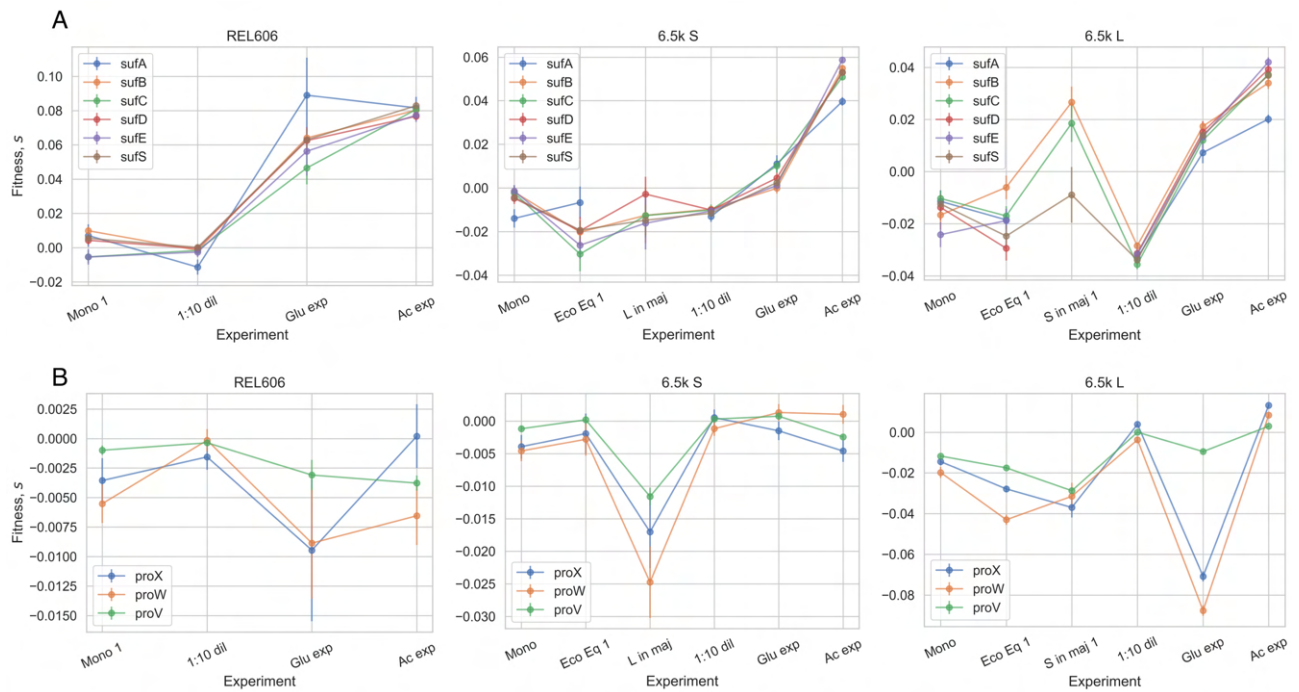 A
REL606
0.10
0.08
0.06
0.04
0.02
0.00
−0.02
Fitness, s
sufA
sufB
sufC
sufD
sufE
sufS
Mono 1
1:10 dil
Glu exp
Ac exp
Experiment
6.5k S
0.06
0.04
0.02
0.00
−0.02
−0.04
sufA
sufB
sufC
sufD
sufE
sufS
Mono
Eco Eq 1
L in maj
1:10 dil
Glu exp
Ac exp
Experiment
6.5k L
0.04
0.02
0.00
−0.02
−0.04
sufA
sufB
sufC
sufD
sufE
sufS
Mono
Eco Eq 1
S in maj 1
1:10 dil
Glu exp
Ac exp
Experiment
B
REL606
0.0025
0.0000
−0.0025
−0.0050
−0.0075
−0.0100
−0.0125
−0.0150
Fitness, s
proX
proW
proV
Mono 1
1:10 dil
Glu exp
Ac exp
Experiment
6.5k S
0.000
−0.005
−0.010
−0.015
−0.020
−0.025
−0.030
proX
proW
proV
Mono
Eco Eq 1
L in maj
1:10 dil
Glu exp
Ac exp
Experiment
6.5k L
0.00
−0.02
−0.04
−0.06
−0.08
proX
proW
proV
Mono
Eco Eq 1
S in maj 1
1:10 dil
Glu exp
Ac exp
Experiment